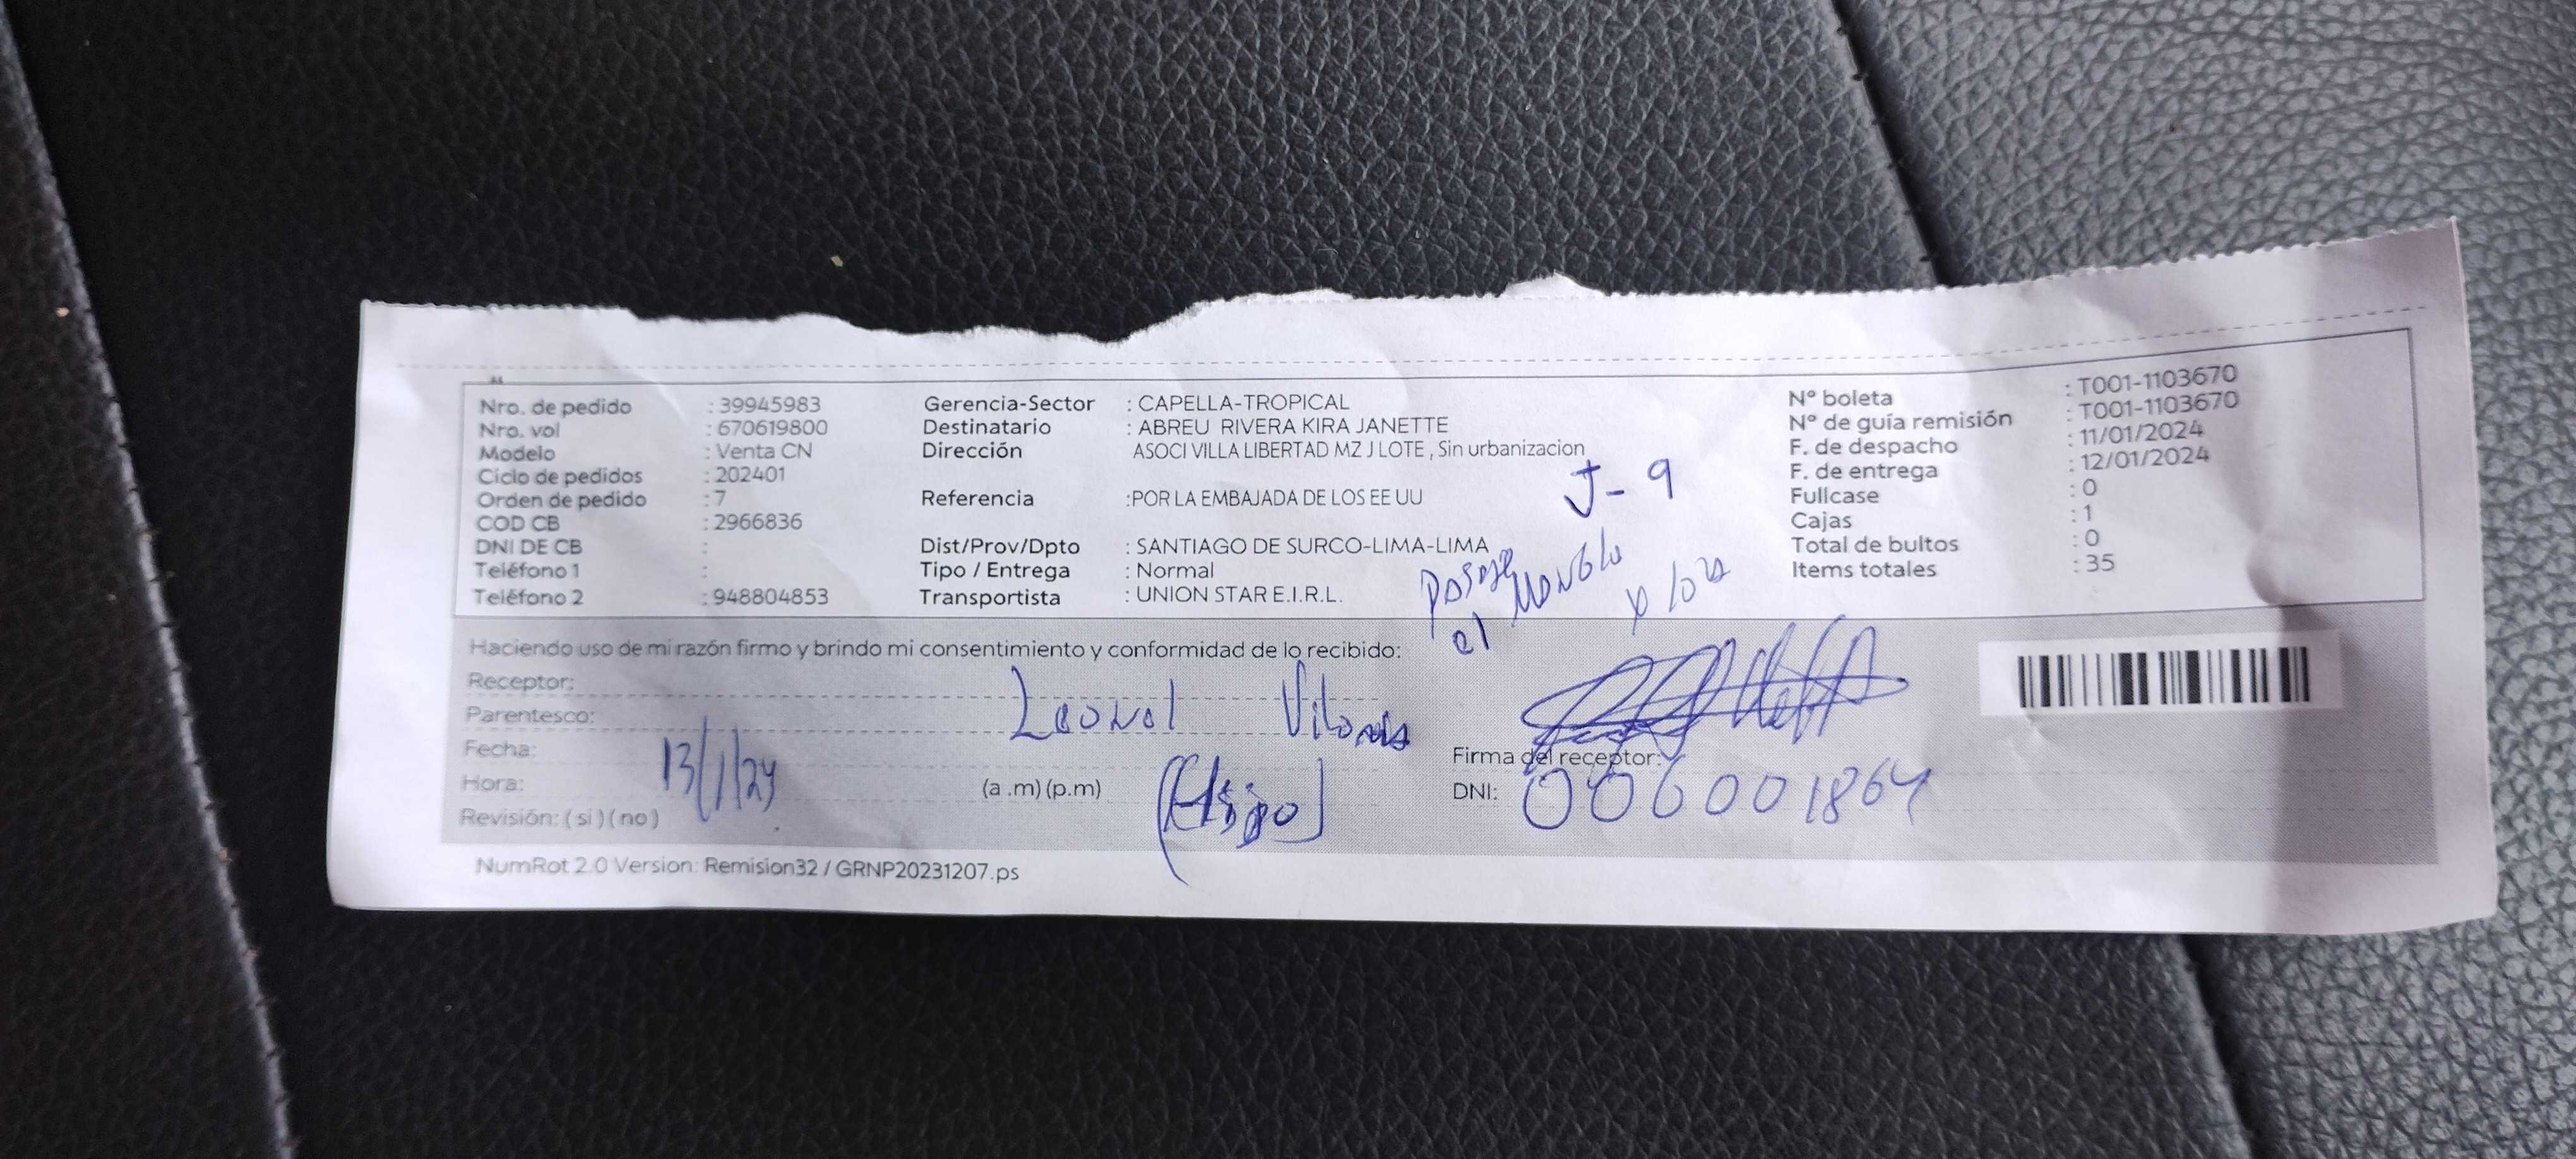 Nro. de pedido : 39945983 Gerencia-Sector : CAPELLA-TROPICAL N° boleta : T001-1103670
Nro. vol : 670619800 Destinatario : ABREU RIVERA KIRA JANETTE N° de guía remisión : T001-1103670
Modelo : Venta CN Dirección ASOCI VILLA LIBERTAD MZ J LOTE , Sin urbanizacion F. de despacho : 11/01/2024
Ciclo de pedidos : 202401 F. de entrega : 12/01/2024
J-9
Orden de pedido : 7 Referencia :POR LA EMBAJADA DE LOS EE UU Fullcase : 0
COD CB : 2966836 Cajas : 1
DNI DE CB : Dist/Prov/Dpto : SANTIAGO DE SURCO-LIMA-LIMA Total de bultos : 0
Teléfono 1 : Tipo / Entrega : Normal Items totales : 35
Teléfono 2 : 948804853 Transportista : UNION STAR E.I.R.L.
el
Haciendo uso de mi razón firmo y brindo mi consentimiento y conformidad de lo recibido:
Receptor:
Parentesco: Leonel
Fecha: 13/1/24 Firma del receptor:
Hora: (a .m) (p.m) DNI: 006001864
Revisión: ( si ) ( no )
NumRot 2.0 Version: Remision32 / GRNP20231207.ps